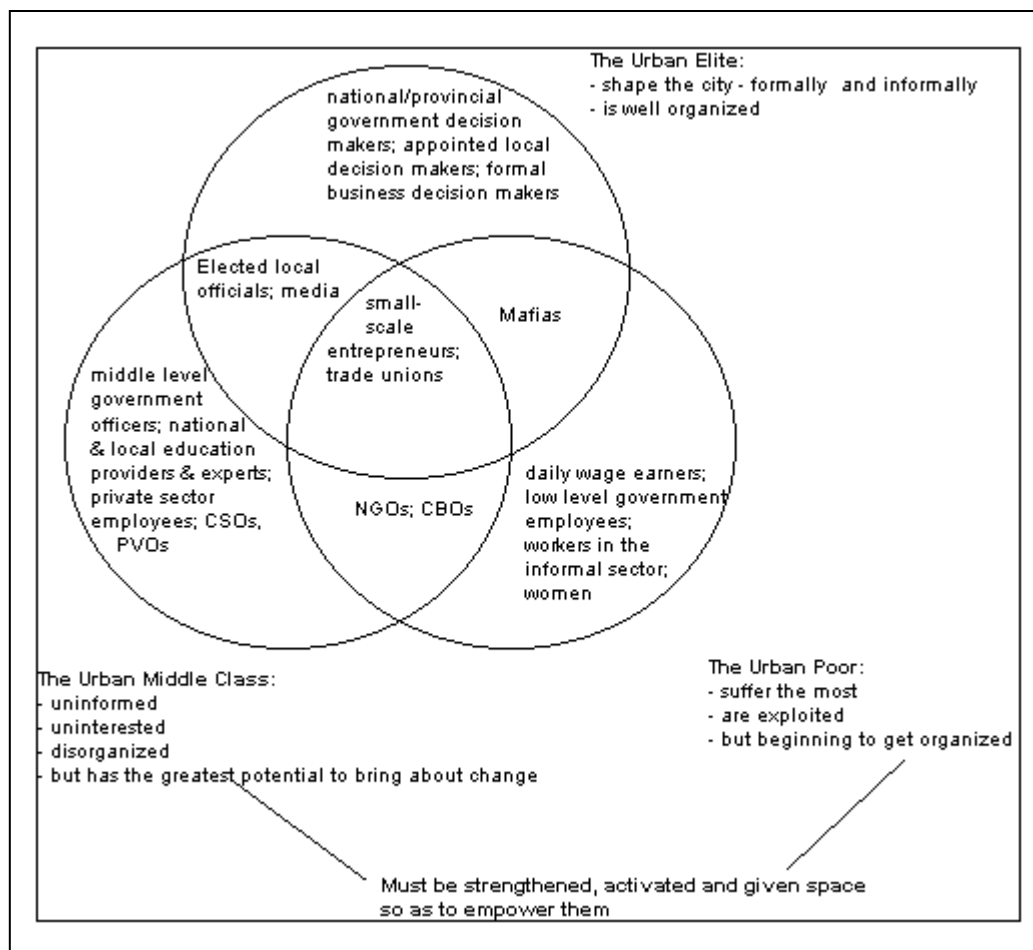 The Urban Elite:
- shape the city - formally and informally
- is well organized
national/provincial
government decision
makers; appointed local
decision makers; formal
business decision makers
Elected local
officials; media
small-
scale
entrepreneurs;
trade unions
Mafias
middle level
government
officers; national
& local education
providers & experts;
private sector
employees; CSOs,
PVOs
NGOs; CBOs
daily wage earners;
low level government
employees;
workers in the
informal sector;
women
The Urban Middle Class:
- uninformed
- uninterested
- disorganized
- but has the greatest potential to bring about change
The Urban Poor:
- suffer the most
- are exploited
- but beginning to get organized
Must be strengthened, activated and given space
so as to empower them